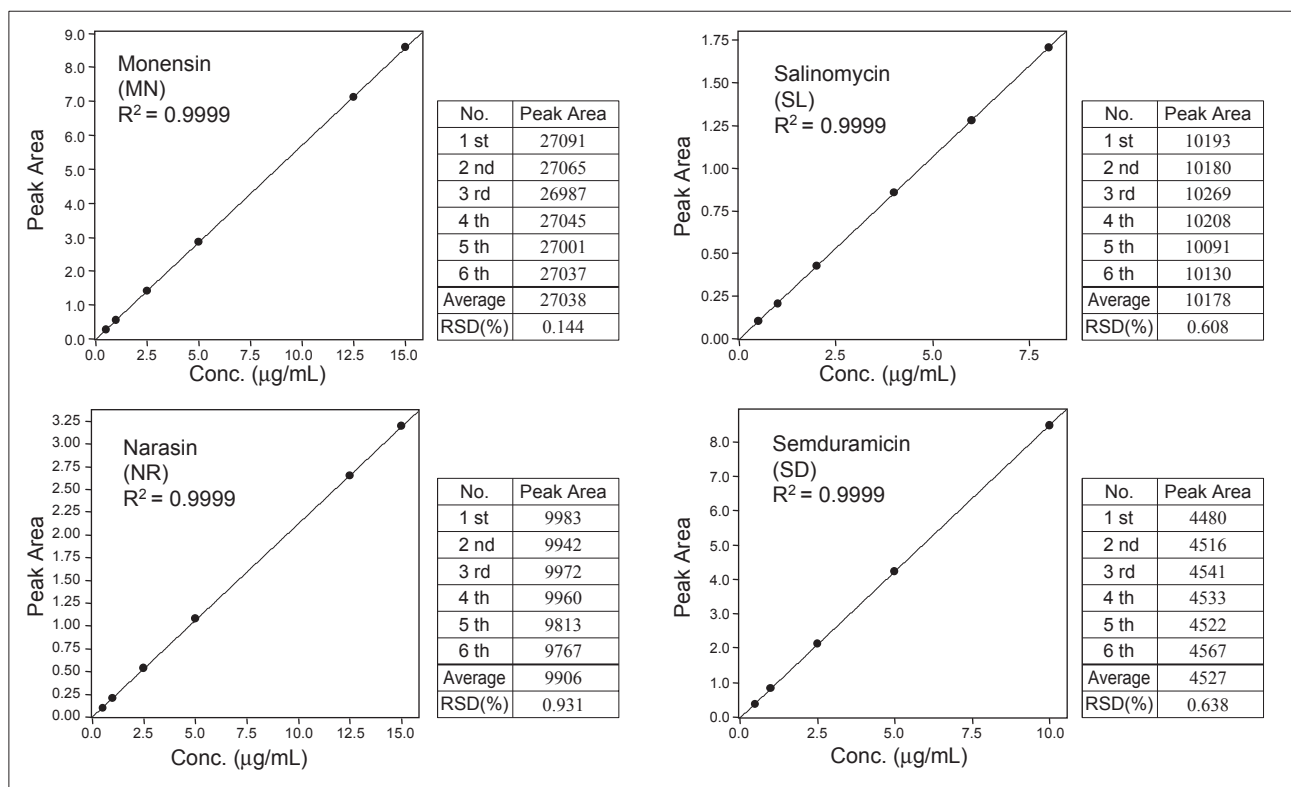 Monensin
(MN)
R² = 0.9999
Peak Area
9.0
8.0
7.0
6.0
5.0
4.0
3.0
2.0
1.0
0.0
0.0 2.5 5.0 7.5 10.0 12.5 15.0
Conc. (μg/mL)
No. Peak Area
1 st 27091
2 nd 27065
3 rd 26987
4 th 27045
5 th 27001
6 th 27037
Average 27038
RSD(%) 0.144
Salinomycin
(SL)
R² = 0.9999
Peak Area
1.75
1.50
1.25
1.00
0.75
0.50
0.25
0.00
0.0 2.5 5.0 7.5
Conc. (μg/mL)
No. Peak Area
1 st 10193
2 nd 10180
3 rd 10269
4 th 10208
5 th 10091
6 th 10130
Average 10178
RSD(%) 0.608
Narasin
(NR)
R² = 0.9999
Peak Area
3.25
3.00
2.75
2.50
2.25
2.00
1.75
1.50
1.25
1.00
0.75
0.50
0.25
0.00
0.0 2.5 5.0 7.5 10.0 12.5 15.0
Conc. (μg/mL)
No. Peak Area
1 st 9983
2 nd 9942
3 rd 9972
4 th 9960
5 th 9813
6 th 9767
Average 9906
RSD(%) 0.931
Semduramicin
(SD)
R² = 0.9999
Peak Area
8.0
7.0
6.0
5.0
4.0
3.0
2.0
1.0
0.0
0.0 2.5 5.0 7.5 10.0
Conc. (μg/mL)
No. Peak Area
1 st 4480
2 nd 4516
3 rd 4541
4 th 4533
5 th 4522
6 th 4567
Average 4527
RSD(%) 0.638